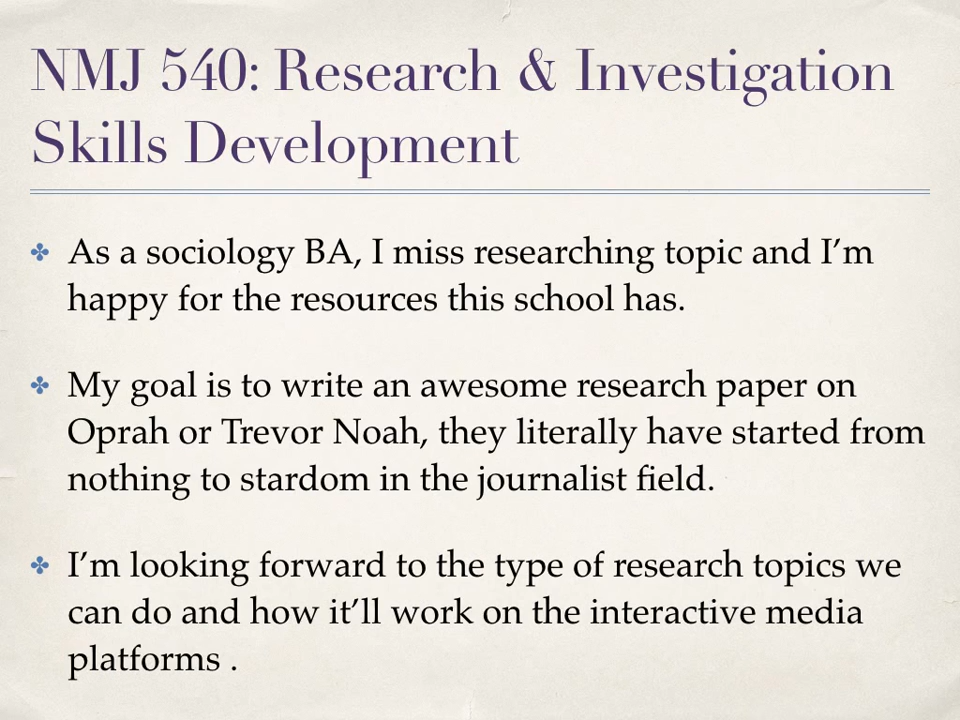 NMJ 540: Research & Investigation
Skills Development
✤ As a sociology BA, I miss researching topic and I’m
happy for the resources this school has.
✤ My goal is to write an awesome research paper on
Oprah or Trevor Noah, they literally have started from
nothing to stardom in the journalist field.
✤ I’m looking forward to the type of research topics we
can do and how it’ll work on the interactive media
platforms .